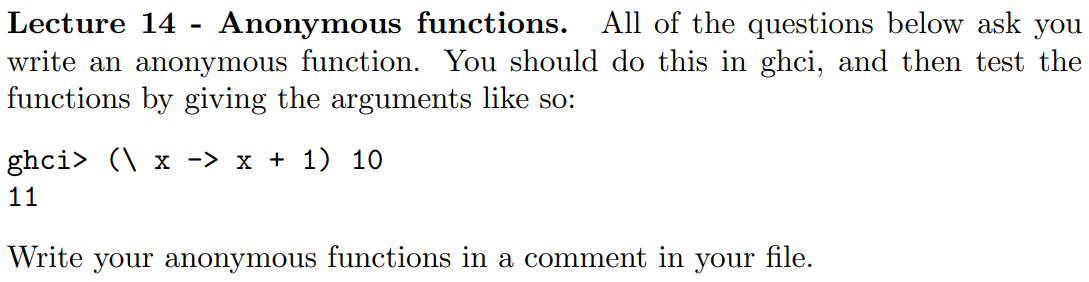 Lecture 14 - Anonymous functions. All of the questions below ask you
write an anonymous function. You should do this in ghci, and then test the
functions by giving the arguments like so:
ghci> (\ x -> x + 1) 10
11
Write your anonymous functions in a comment in your file.